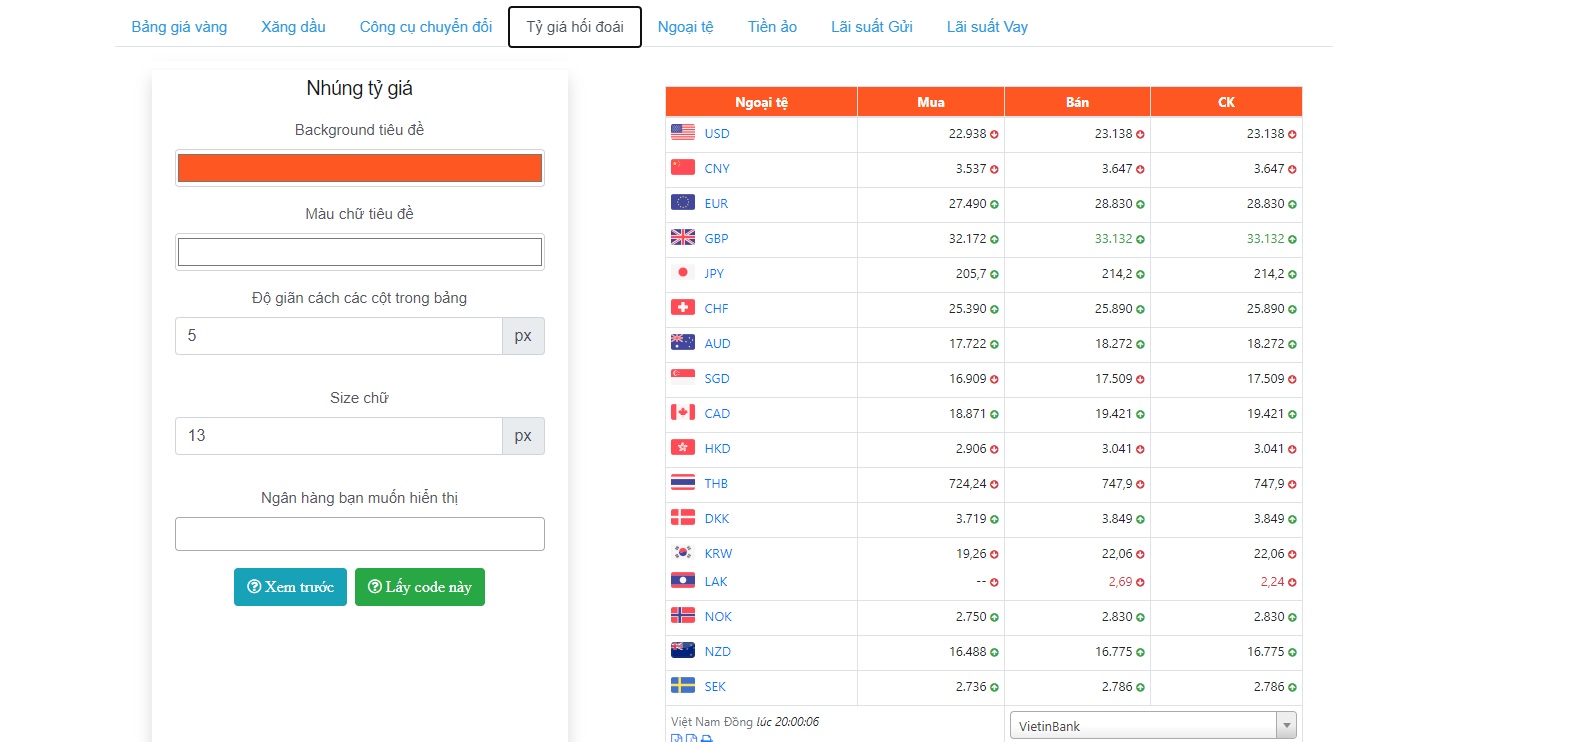 Bảng giá vàng Xăng dầu Công cụ chuyển đổi Tỷ giá hối đoái Ngoại tệ Tiền ảo Lãi suất Gửi Lãi suất Vay
Nhúng tỷ giá
Background tiêu đề
Màu chữ tiêu đề
Độ giãn cách các cột trong bảng
5 px
Size chữ
13 px
Ngân hàng bạn muốn hiển thị
Xem trước Lấy code này
Ngoại tệ Mua Bán CK
USD 22.938 23.138 23.138
CNY 3.537 3.647 3.647
EUR 27.490 28.830 28.830
GBP 32.172 33.132 33.132
JPY 205,7 214,2 214,2
CHF 25.390 25.890 25.890
AUD 17.722 18.272 18.272
SGD 16.909 17.509 17.509
CAD 18.871 19.421 19.421
HKD 2.906 3.041 3.041
THB 724,24 747,9 747,9
DKK 3.719 3.849 3.849
KRW 19,26 22,06 22,06
LAK -- 2,69 2,24
NOK 2.750 2.830 2.830
NZD 16.488 16.775 16.775
SEK 2.736 2.786 2.786
Việt Nam Đồng lúc 20:00:06 VietinBank